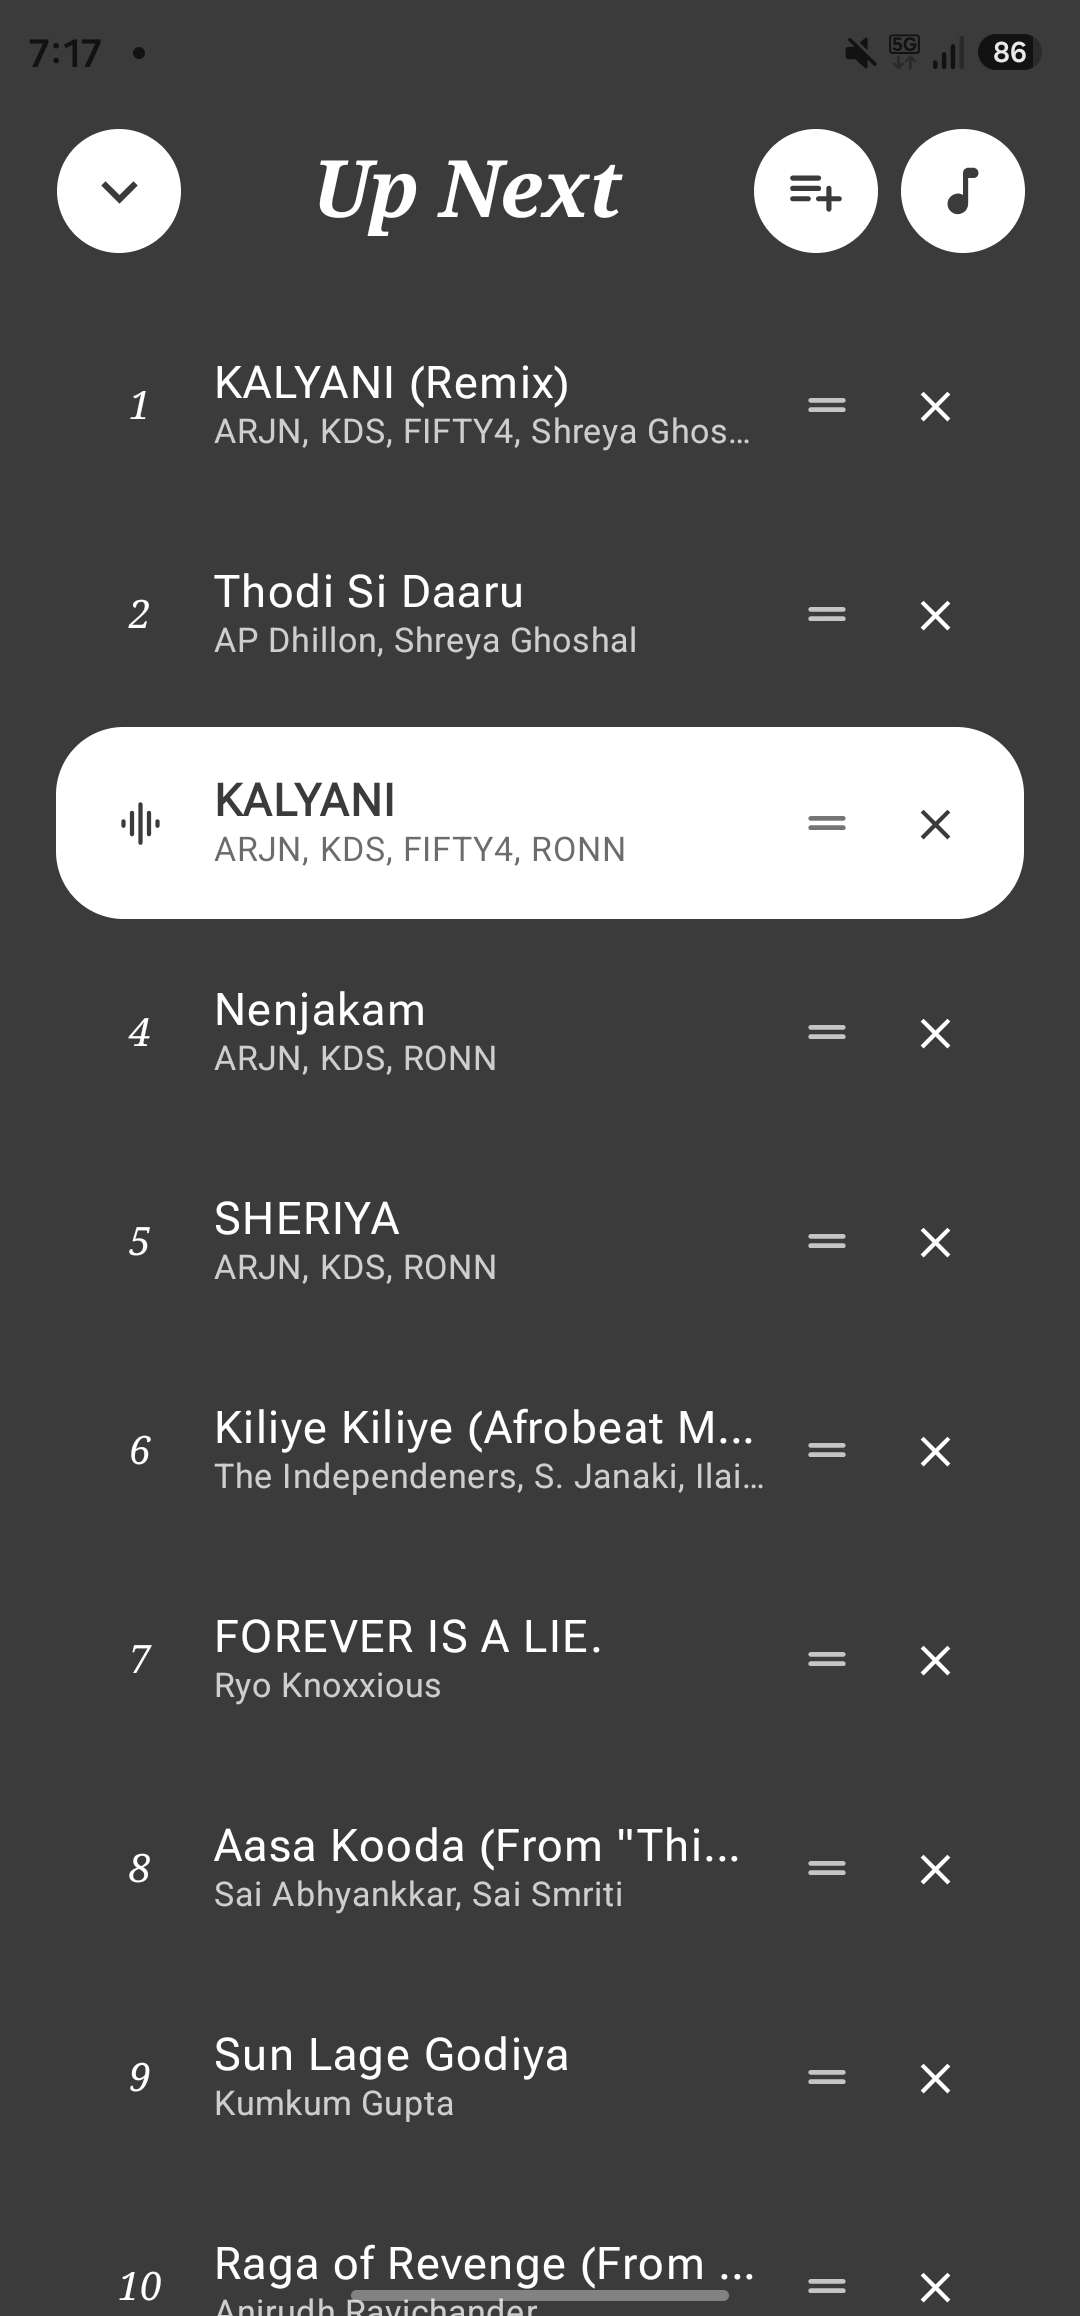 7:17
5G
86
Up Next
1
KALYANI (Remix)
ARJN, KDS, FIFTY4, Shreya Ghos...
2
Thodi Si Daaru
AP Dhillon, Shreya Ghoshal
KALYANI
ARJN, KDS, FIFTY4, RONN
4
Nenjakam
ARJN, KDS, RONN
5
SHERIYA
ARJN, KDS, RONN
6
Kiliye Kiliye (Afrobeat M...
The Independeners, S. Janaki, Ilai...
7
FOREVER IS A LIE.
Ryo Knoxxious
8
Aasa Kooda (From "Thi...
Sai Abhyankkar, Sai Smriti
9
Sun Lage Godiya
Kumkum Gupta
10
Raga of Revenge (From ...
Anirudh Ravichander